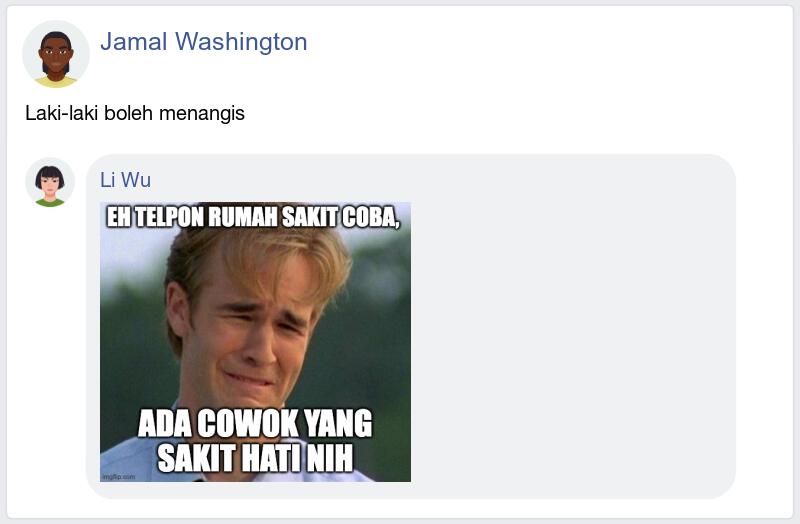 Jamal Washington
Laki-laki boleh menangis
Li Wu
EH TELPON RUMAH SAKIT COBA,
ADA COWOK YANG
SAKIT HATI NIH
imgflip.com